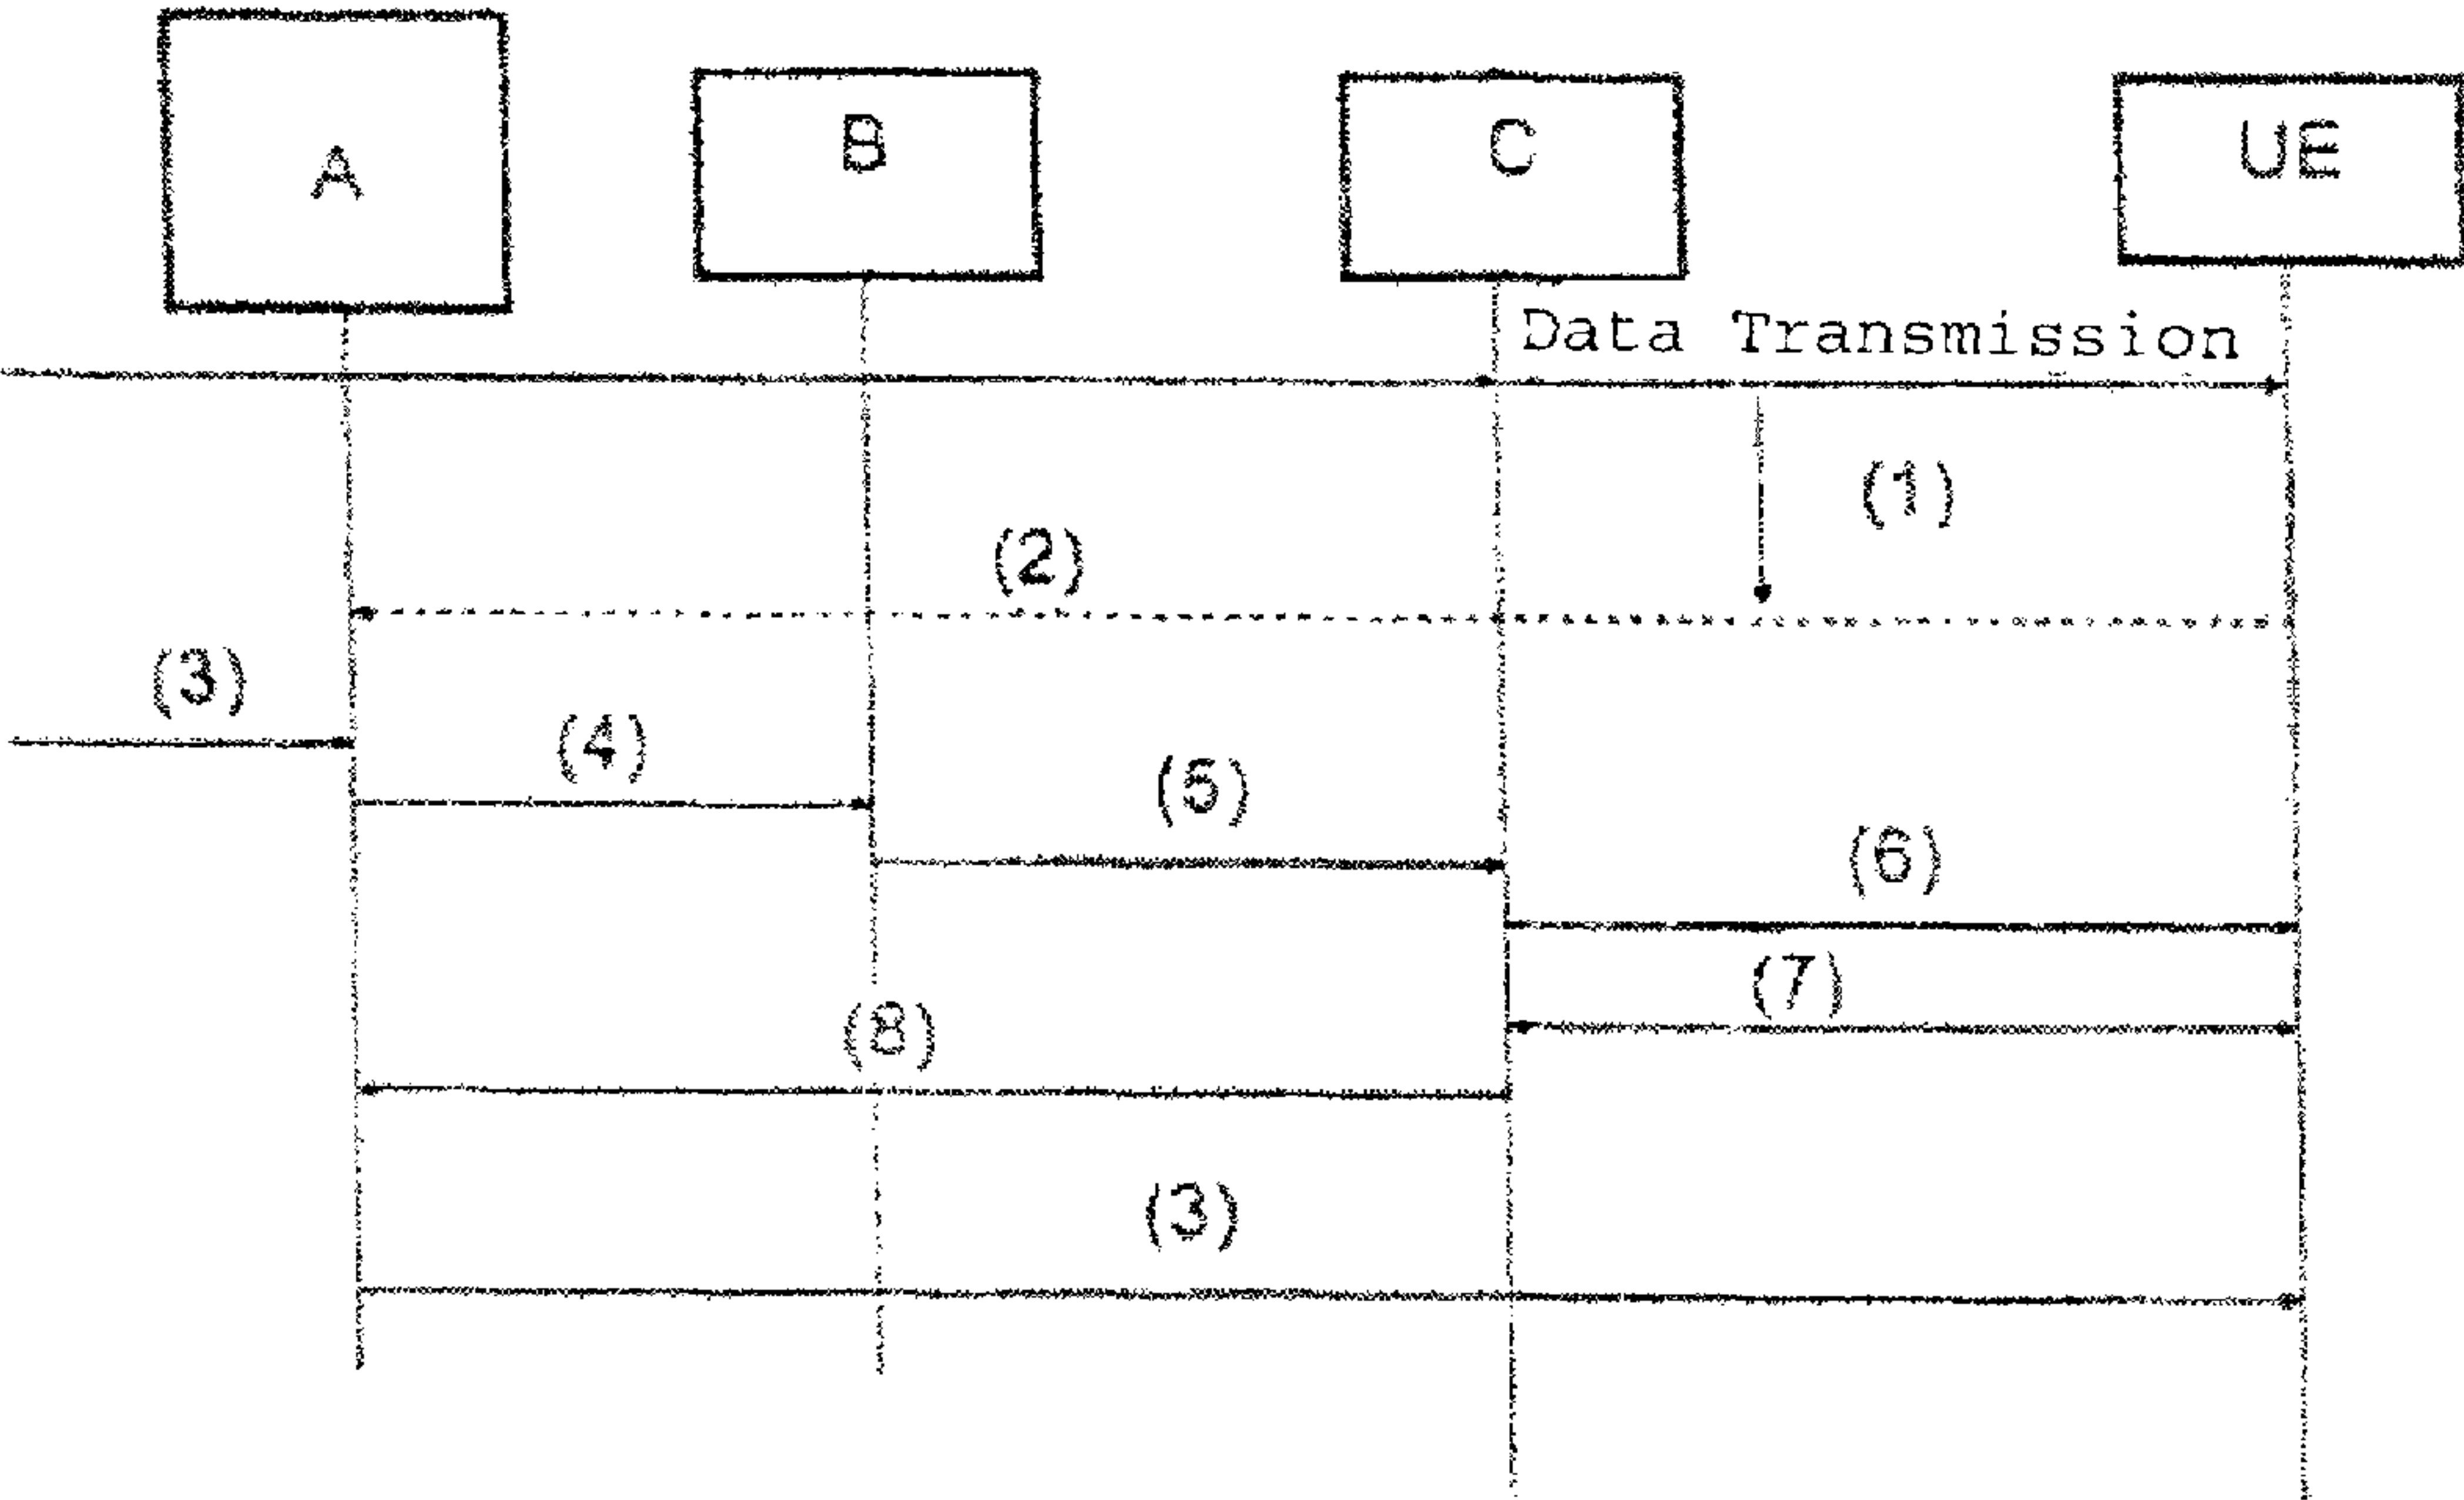 A
B
C
UE
Data Transmission
(1)
(2)
(3)
(4)
(5)
(6)
(7)
(8)
(3)